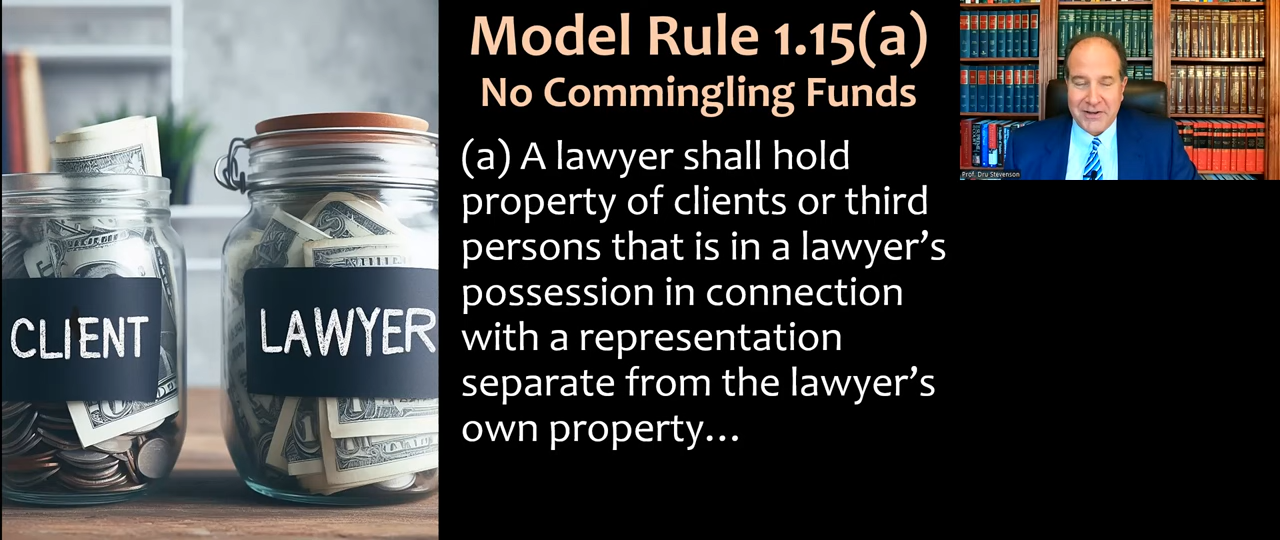 Model Rule 1.15(a)
No Commingling Funds
(a) A lawyer shall hold
property of clients or third
persons that is in a lawyer’s
possession in connection
with a representation
separate from the lawyer’s
own property…
CLIENT
LAWYER
Prof. Dru Stevenson